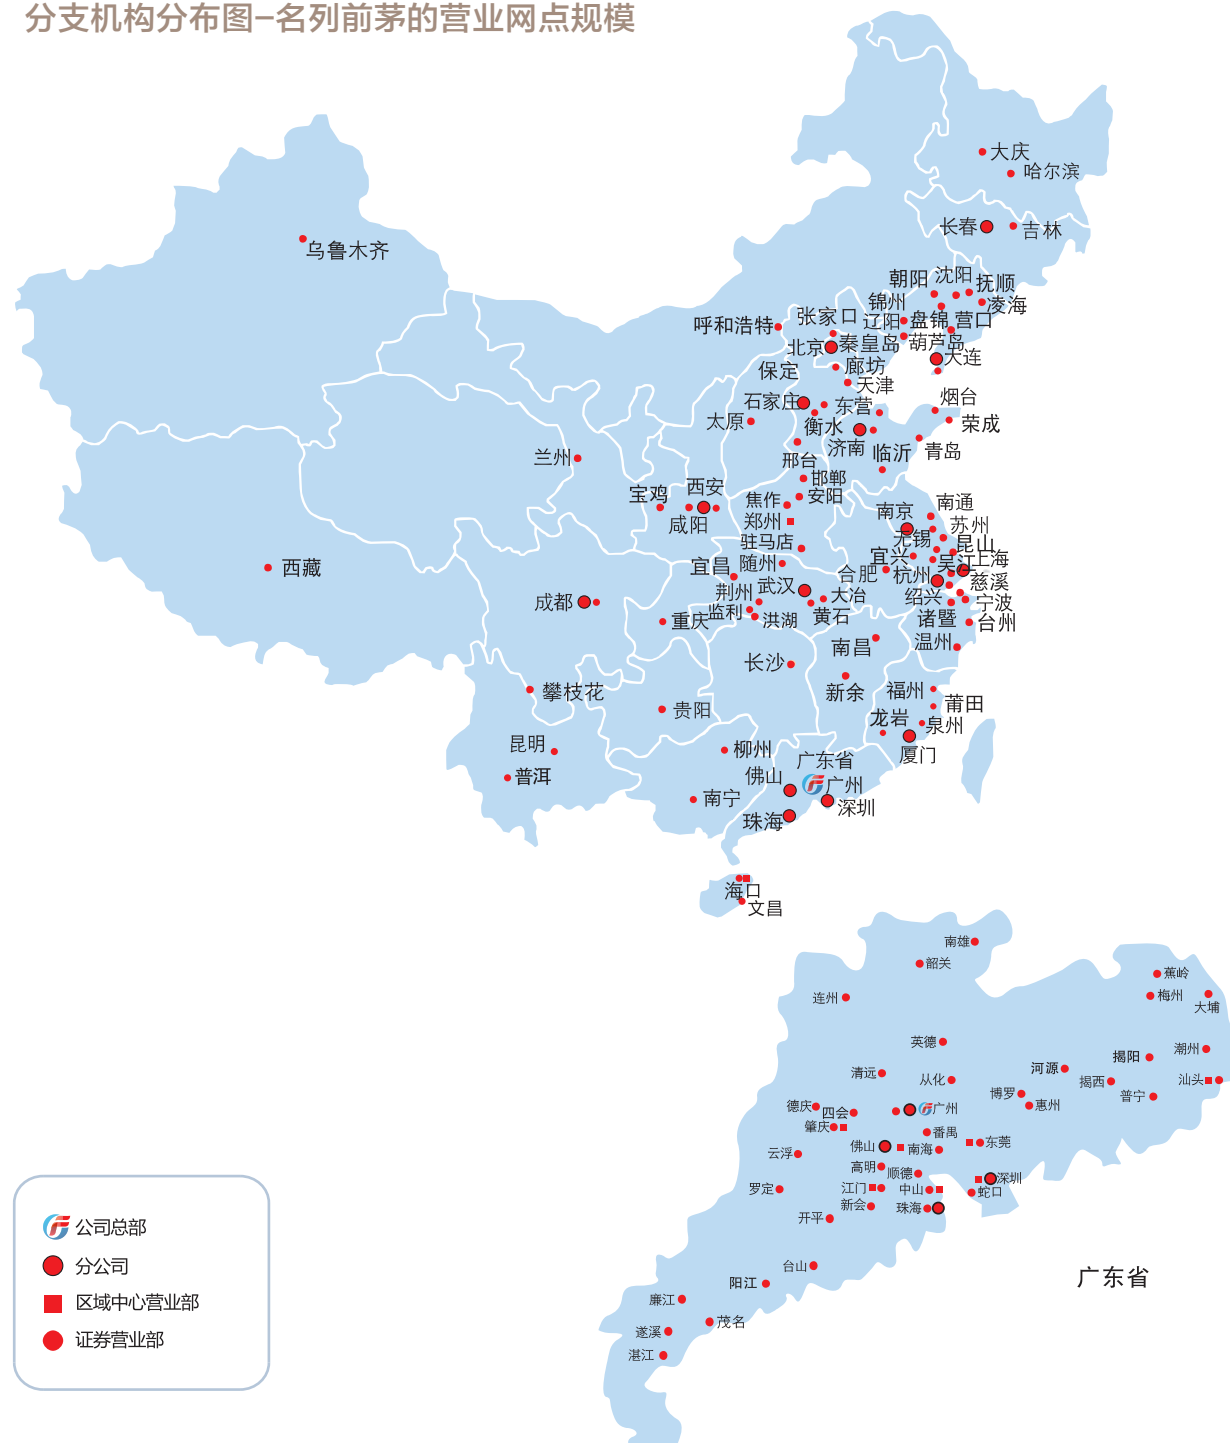 分支机构分布图-名列前茅的营业网点规模
大庆
哈尔滨
长春
吉林
乌鲁木齐
朝阳
沈阳
抚顺
锦州
凌海
呼和浩特
张家口
辽阳
盘锦
营口
北京
秦皇岛
葫芦岛
大连
保定
廊坊
天津
石家庄
东营
烟台
太原
衡水
荣成
济南
临沂
青岛
兰州
邢台
邯郸
宝鸡
西安
焦作
安阳
咸阳
郑州
南京
南通
苏州
驻马店
无锡
昆山
宜兴
吴江
上海
西藏
宜昌
随州
合肥
杭州
慈溪
成都
荆州
武汉
大冶
绍兴
宁波
监利
洪湖
黄石
诸暨
台州
重庆
南昌
温州
长沙
攀枝花
新余
福州
莆田
贵阳
龙岩
泉州
昆明
柳州
广东省
厦门
普洱
佛山
广州
南宁
深圳
珠海
海口
文昌
南雄
韶关
蕉岭
连州
梅州
大埔
英德
潮州
揭阳
清远
河源
从化
揭西
汕头
博罗
普宁
德庆
四会
广州
惠州
肇庆
番禺
佛山
南海
东莞
云浮
高明
顺德
深圳
罗定
江门
中山
蛇口
新会
珠海
开平
台山
广东省
阳江
廉江
茂名
遂溪
湛江
公司总部
分公司
区域中心营业部
证券营业部